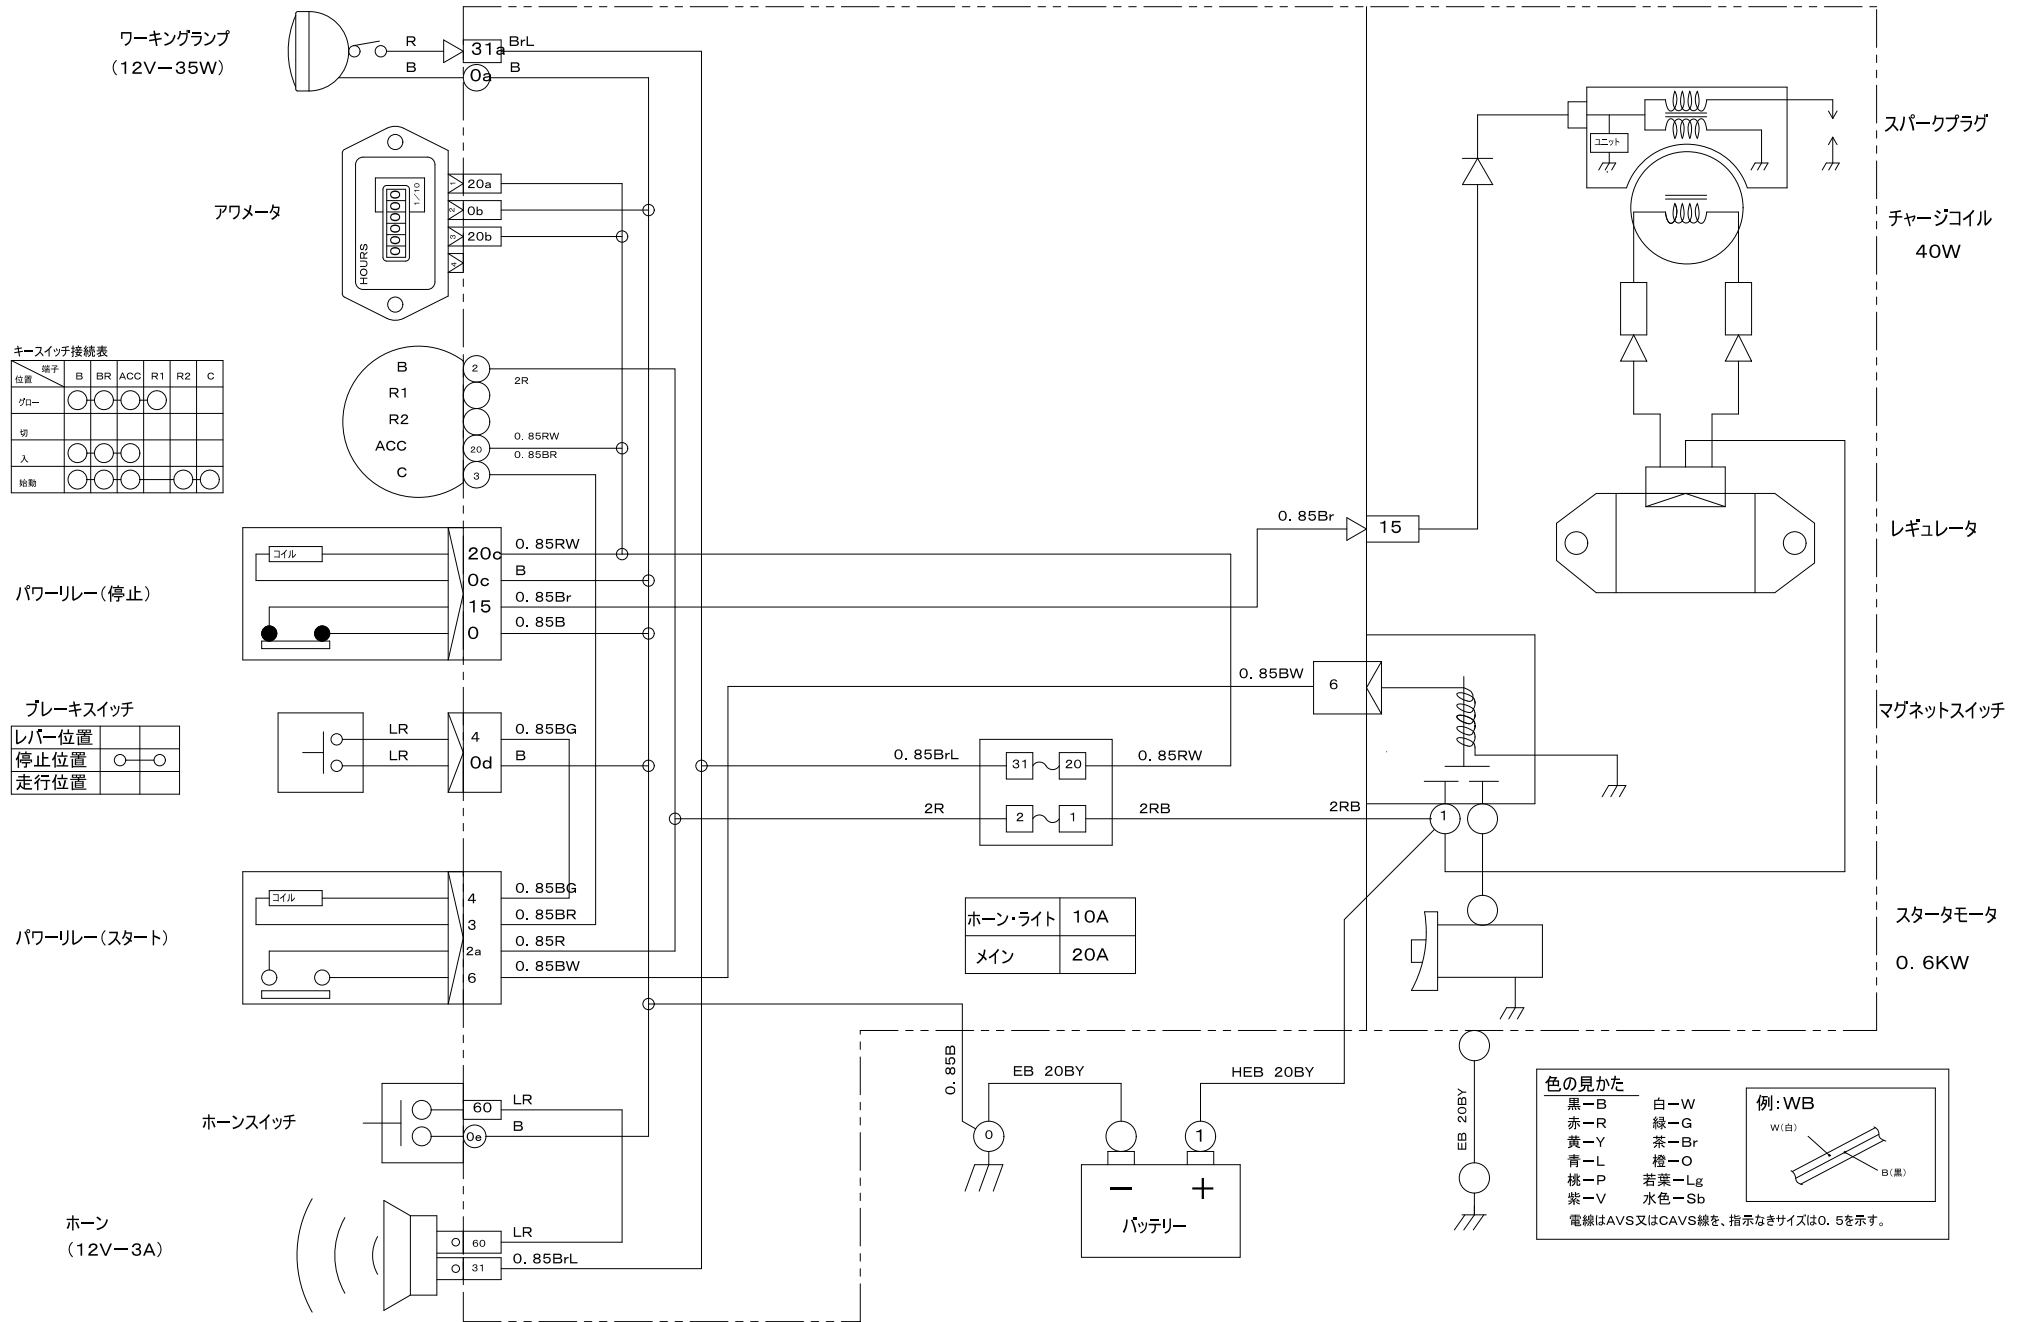 ワーキングランプ
(12V-35W)
R
31a
BrL
B
0a
B
スパークプラグ
ユニット
アワメータ
HOURS
1/10
0
0
0
0
0
0
1
20a
2
0b
3
20b
4
チャージコイル
40W
キースイッチ接続表
端子
位置
B BR ACC R1 R2 C
グロー
切
入
始動
B
2
2R
R1
R2
ACC
20
0. 85RW
C
3
0. 85BR
レギュレータ
パワーリレー(停止)
コイル
20c
0. 85RW
0c
B
15
0. 85Br
0
0. 85B
0. 85Br
15
ブレーキスイッチ
レバー位置
停止位置
走行位置
LR
4
0. 85BG
LR
0d
B
0. 85BW
6
マグネットスイッチ
0. 85BrL
31
20
0. 85RW
2R
2
1
2RB
2RB
1
パワーリレー(スタート)
コイル
4
0. 85BG
3
0. 85BR
2a
0. 85R
6
0. 85BW
ホーン・ライト 10A
メイン 20A
スタータモータ
0. 6KW
ホーンスイッチ
60
LR
0e
B
0. 85B
EB 20BY
HEB 20BY
0
1
－
＋
バッテリー
EB 20BY
ホーン
(12V-3A)
60
LR
31
0. 85BrL
色の見かた
黒-B 白-W
赤-R 緑-G
黄-Y 茶-Br
青-L 橙-O
桃-P 若葉-Lg
紫-V 水色-Sb
例:WB
W(白)
B(黒)
電線はAVS又はCAVS線を、指示なきサイズは0. 5を示す。